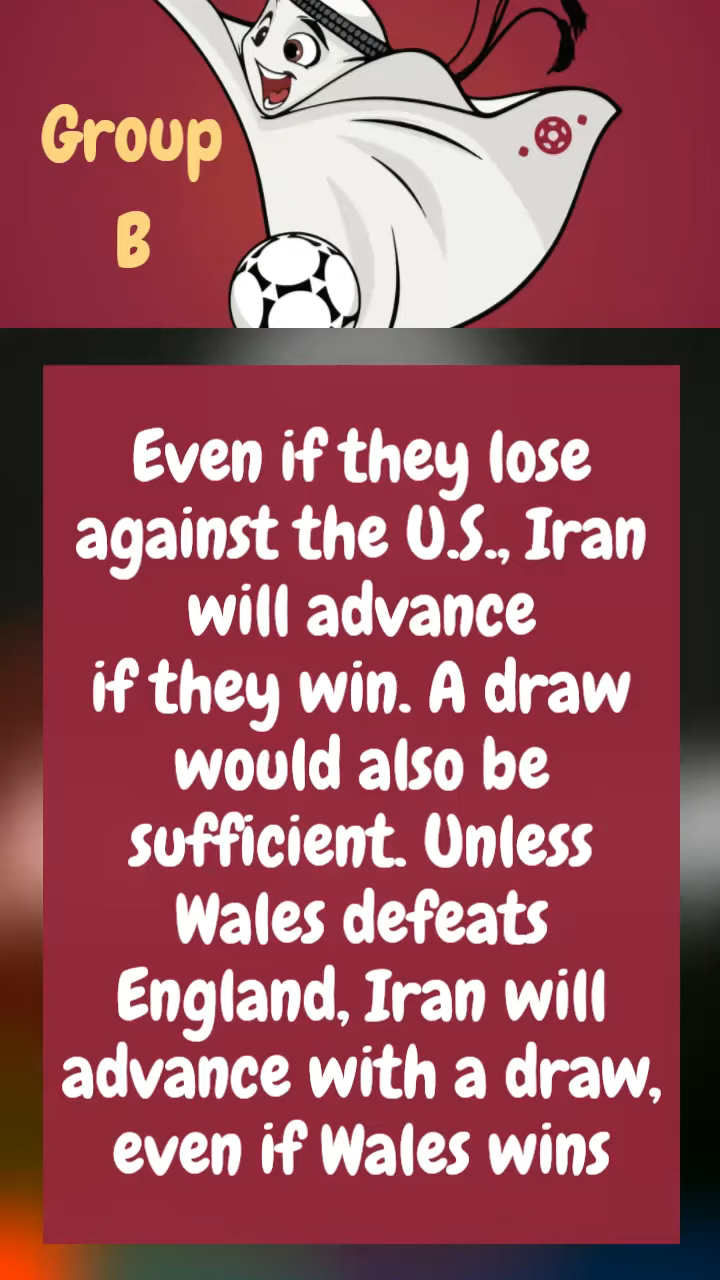 Group
B
Even if they lose
against the U.S., Iran
will advance
if they win. A draw
would also be
sufficient. Unless
Wales defeats
England, Iran will
advance with a draw,
even if Wales wins